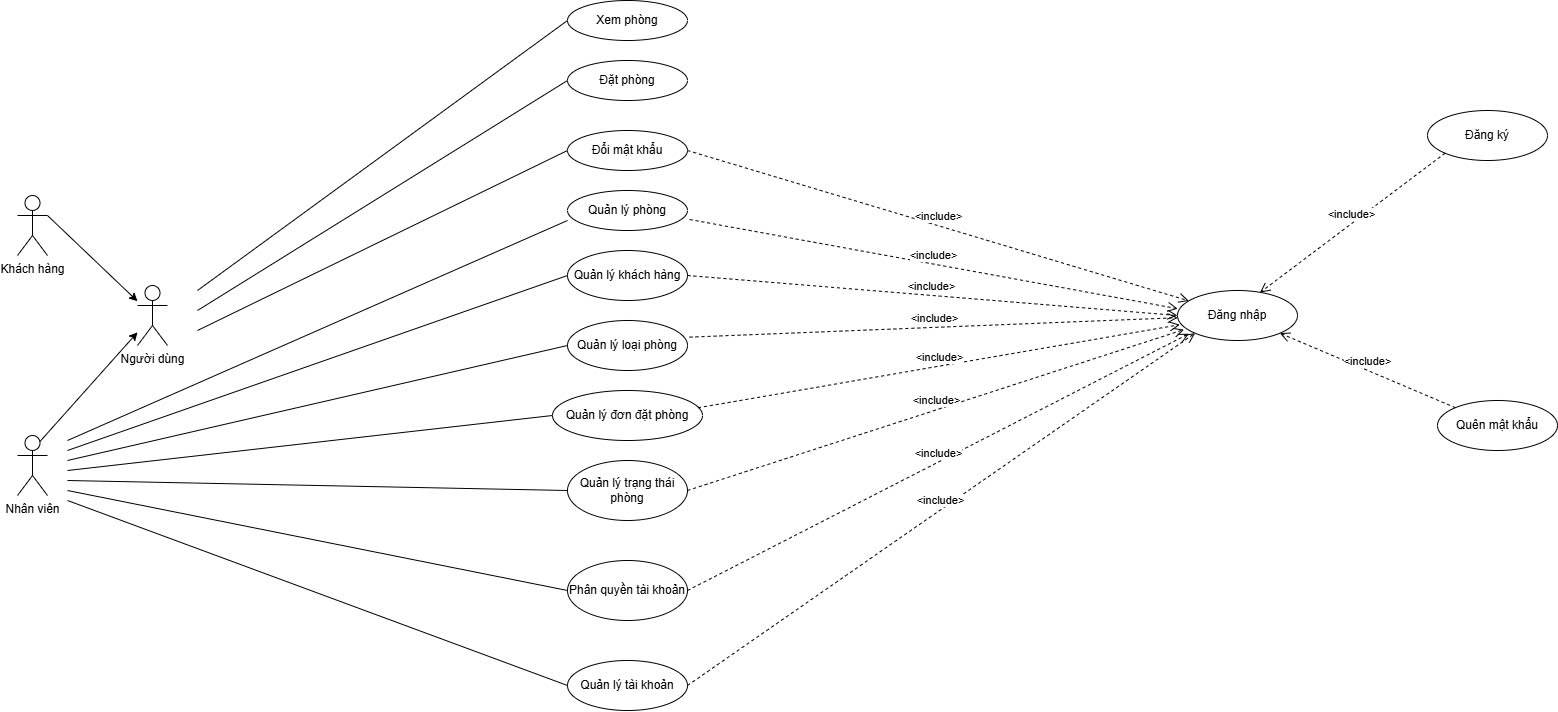 Xem phòng
Đặt phòng
Đổi mật khẩu
Quản lý phòng
Quản lý khách hàng
Quản lý loại phòng
Quản lý đơn đặt phòng
Quản lý trạng thái
phòng
Phân quyền tài khoản
Quản lý tài khoản
Khách hàng
Người dùng
Nhân viên
<include>
<include>
<include>
<include>
<include>
<include>
<include>
<include>
Đăng nhập
Đăng ký
<include>
<include>
Quên mật khẩu